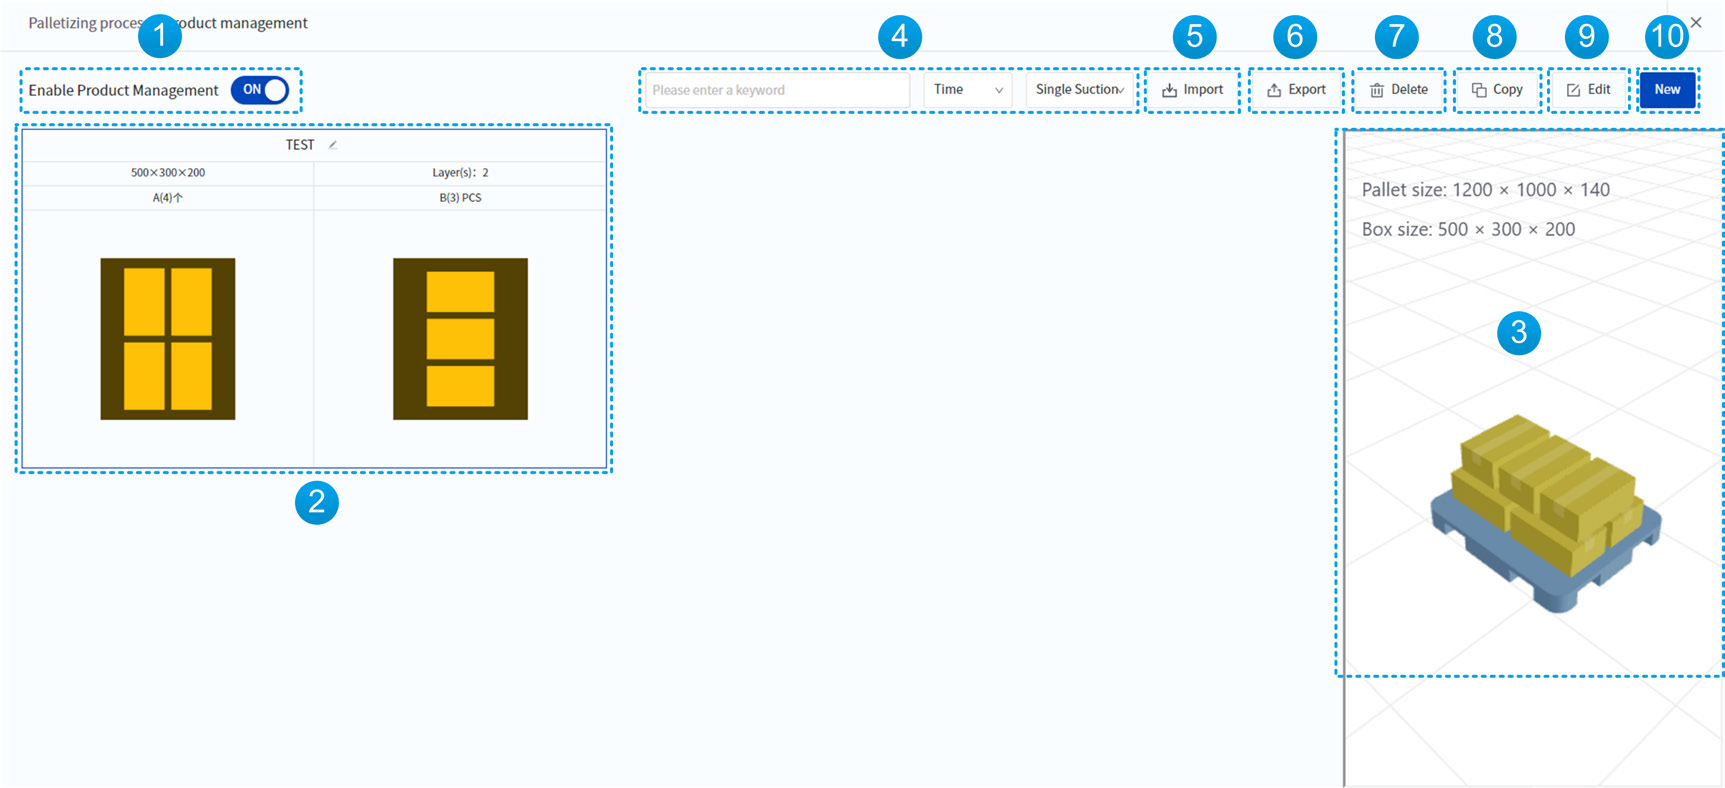 Palletizing proce roduct management
1
4
5
6
7
8
9
10
Enable Product Management ON
Please enter a keyword
Time
Single Suction
Import
Export
Delete
Copy
Edit
New
TEST
500×300×200
Layer(s): 2
A(4)个
B(3) PCS
2
Pallet size: 1200 × 1000 × 140
Box size: 500 × 300 × 200
3